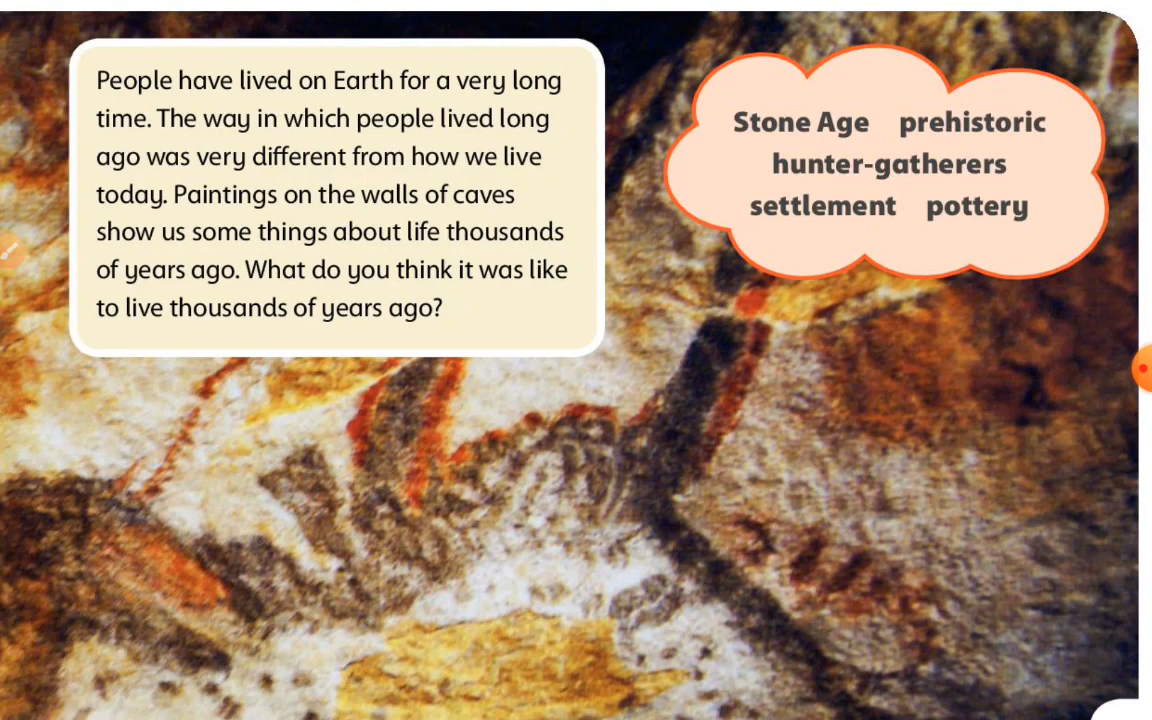 People have lived on Earth for a very long
time. The way in which people lived long
ago was very different from how we live
today. Paintings on the walls of caves
show us some things about life thousands
of years ago. What do you think it was like
to live thousands of years ago?
Stone Age prehistoric
hunter-gatherers
settlement pottery